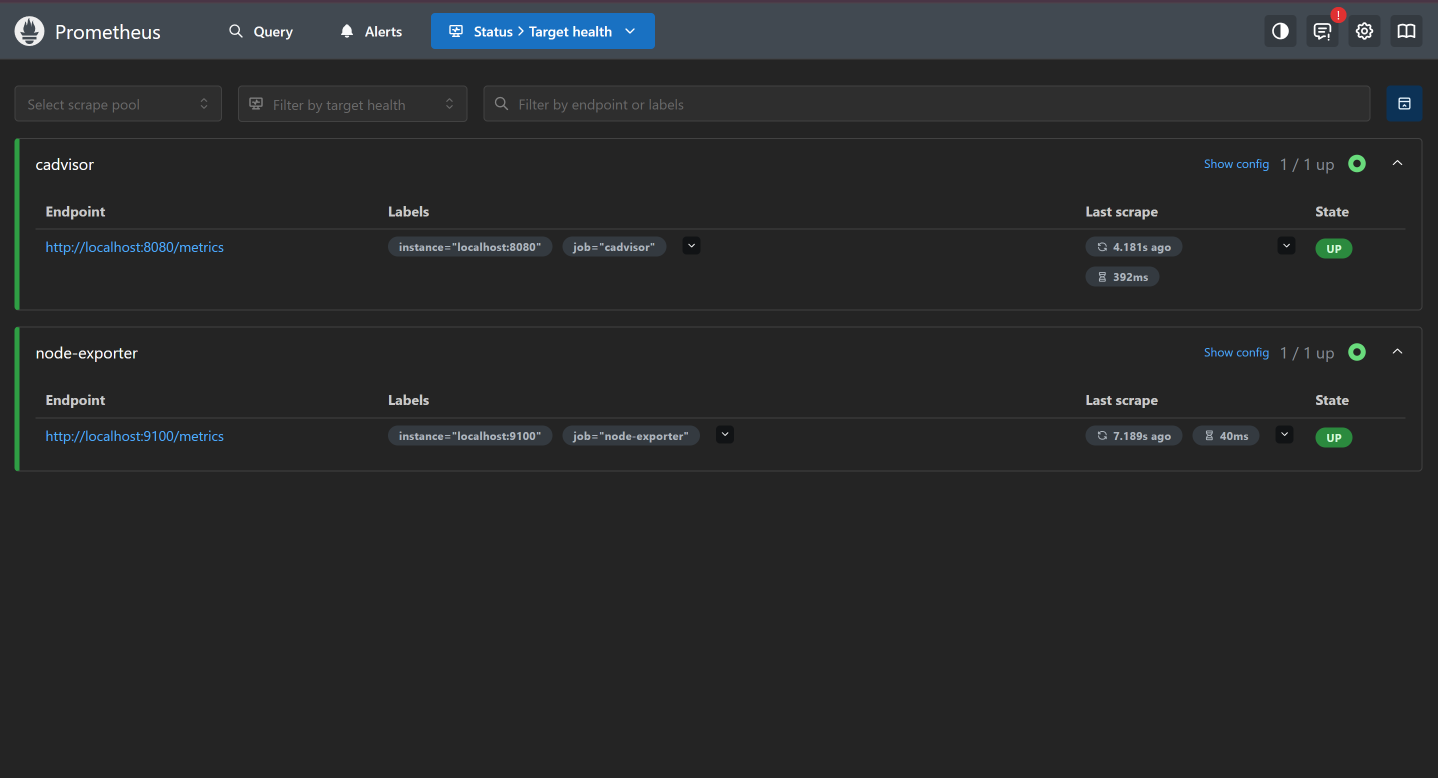 Prometheus Query Alerts Status > Target health !
Select scrape pool Filter by target health Filter by endpoint or labels
cadvisor Show config 1 / 1 up
Endpoint Labels Last scrape State
http://localhost:8080/metrics instance="localhost:8080" job="cadvisor" 4.181s ago UP
392ms
node-exporter Show config 1 / 1 up
Endpoint Labels Last scrape State
http://localhost:9100/metrics instance="localhost:9100" job="node-exporter" 7.189s ago 40ms UP